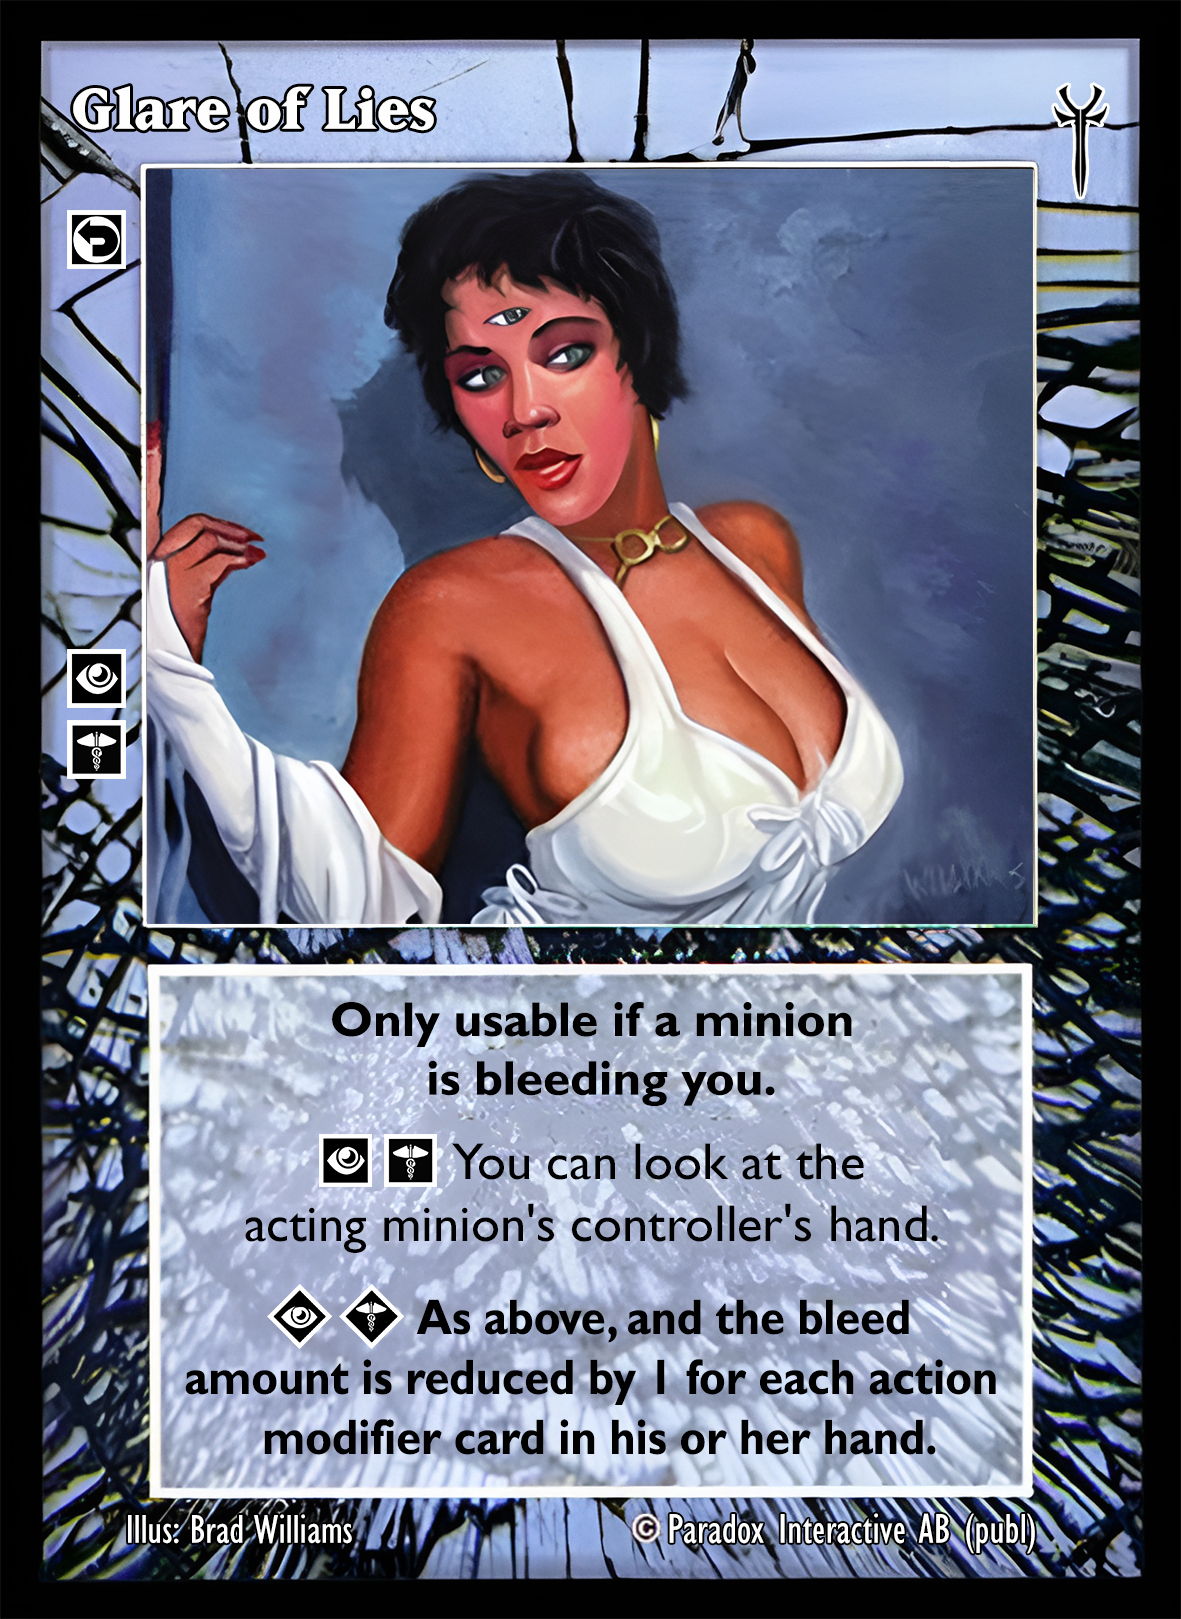 Glare of Lies
WILLIAMS
Only usable if a minion
is bleeding you.
You can look at the
acting minion's controller's hand.
As above, and the bleed
amount is reduced by 1 for each action
modifier card in his or her hand.
Illus: Brad Williams
© Paradox Interactive AB (publ)